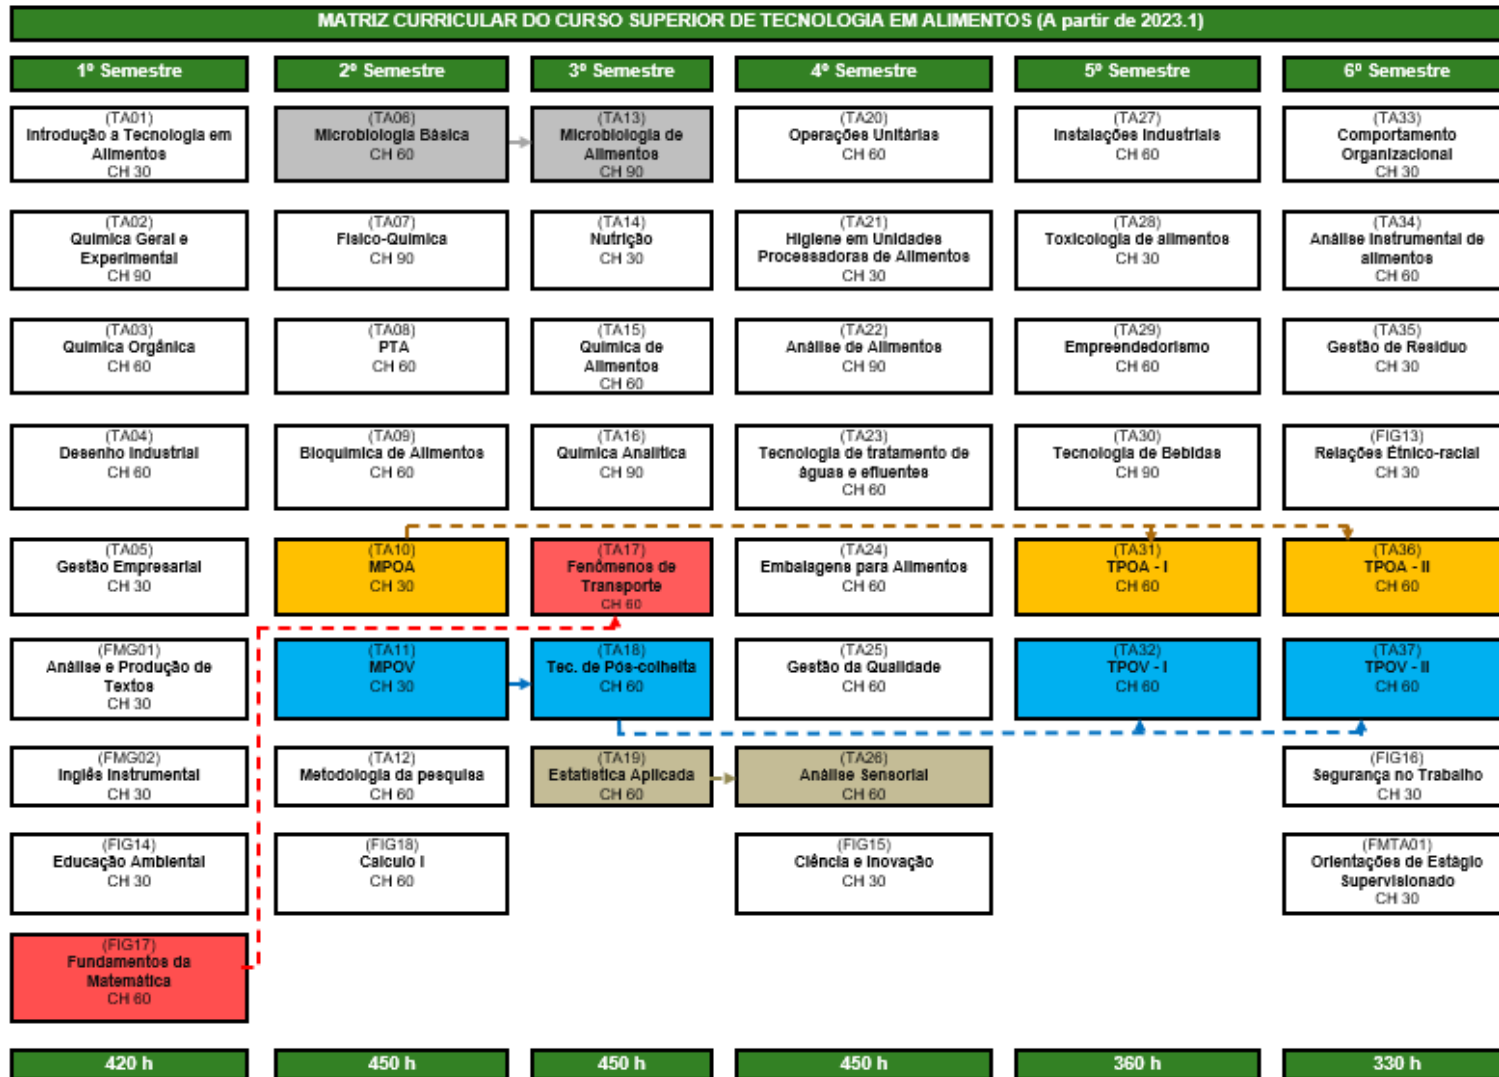 MATRIZ CURRICULAR DO CURSO SUPERIOR DE TECNOLOGIA EM ALIMENTOS (A partir de 2023.1)
1º Semestre
(TA01)
Introdução a Tecnologia em
Alimentos
CH 30
(TA02)
Quimica Geral e
Experimental
CH 90
(TA03)
Quimica Orgânica
CH 60
(TA04)
Desenho Industrial
CH 60
(TA05)
Gestão Empresarial
CH 30
(FMG01)
Análise e Produção de
Textos
CH 30
(FMG02)
Inglês Instrumental
CH 30
(FIG14)
Educação Ambiental
CH 30
(FIG17)
Fundamentos da
Matemática
CH 60
420 h
2º Semestre
(TA06)
Microbiologia Básica
CH 60
(TA07)
Fisico-Quimica
CH 90
(TA08)
PTA
CH 60
(TA09)
Bioquimica de Alimentos
CH 60
(TA10)
MPOA
CH 30
(TA11)
MPOV
CH 30
(TA12)
Metodologia da pesquisa
CH 60
(FIG18)
Calculo I
CH 60
450 h
3º Semestre
(TA13)
Microbiologia de
Alimentos
CH 90
(TA14)
Nutrição
CH 30
(TA15)
Quimica de
Alimentos
CH 60
(TA16)
Quimica Analitica
CH 90
(TA17)
Fenômenos de
Transporte
CH 60
(TA18)
Tec. de Pós-colheita
CH 60
(TA19)
Estatistica Aplicada
CH 60
450 h
4º Semestre
(TA20)
Operações Unitárias
CH 60
(TA21)
Higiene em Unidades
Processadoras de Alimentos
CH 30
(TA22)
Análise de Alimentos
CH 90
(TA23)
Tecnologia de tratamento de
águas e efluentes
CH 60
(TA24)
Embalagens para Alimentos
CH 60
(TA25)
Gestão da Qualidade
CH 60
(TA26)
Análise Sensorial
CH 60
(FIG15)
Ciência e Inovação
CH 30
450 h
5º Semestre
(TA27)
Instalações Industriais
CH 60
(TA28)
Toxicologia de alimentos
CH 30
(TA29)
Empreendedorismo
CH 60
(TA30)
Tecnologia de Bebidas
CH 90
(TA31)
TPOA - I
CH 60
(TA32)
TPOV - I
CH 60
360 h
6º Semestre
(TA33)
Comportamento
Organizacional
CH 30
(TA34)
Análise Instrumental de
alimentos
CH 60
(TA35)
Gestão de Residuo
CH 30
(FIG13)
Relações Étnico-racial
CH 30
(TA36)
TPOA - II
CH 60
(TA37)
TPOV - II
CH 60
(FIG16)
Segurança no Trabalho
CH 30
(FMTA01)
Orientações de Estágio
Supervisionado
CH 30
330 h